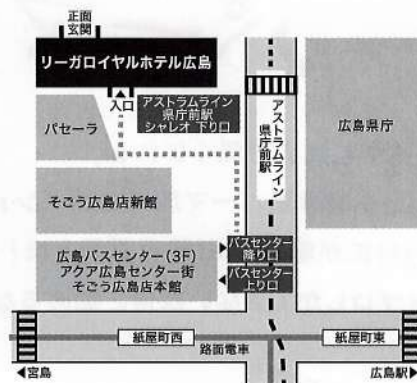 正面
玄関
リーガロイヤルホテル広島
入口
アストラムライン
県庁前駅
シャレオ 下り口
パセーラ
アストラムライン
県庁前駅
広島県庁
そごう広島店新館
広島バスセンター(3F)
アクア広島センター街
そごう広島店本館
バスセンター
降り口
バスセンター
上り口
紙屋町西
紙屋町東
路面電車
◀宮島
広島駅▶